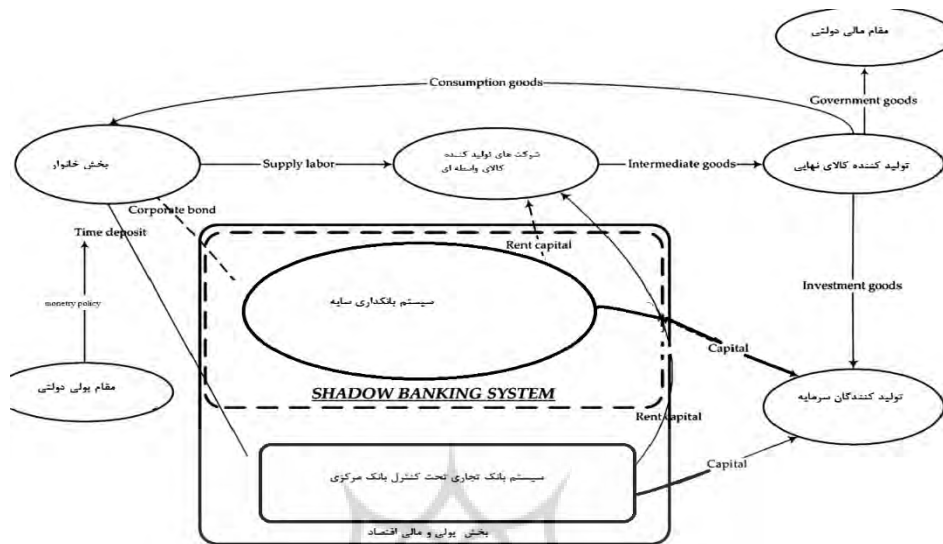 مقام مالی دولتی
Consumption goods
Government goods
بخش خانوار
Supply labor
شرکت های تولید کننده
کالای واسطه ای
Intermediate goods
تولید کننده کالای نهایی
Corporate bond
Time deposit
Rent capital
monetry policy
سیستم بانکداری سایه
Investment goods
Capital
مقام پولی دولتی
SHADOW BANKING SYSTEM
تولید کنندگان سرمایه
Rent capital
Capital
سیستم بانک تجاری تحت کنترل بانک مرکزی
بخش پولی و مالی اقتصاد